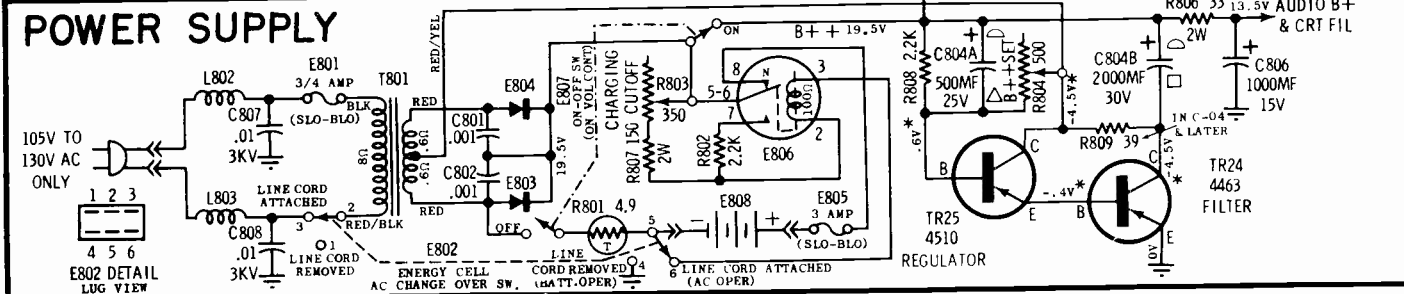 POWER SUPPLY
105V TO
130V AC
ONLY
1 2 3
4 5 6
E802 DETAIL
LUG VIEW
L802
C807
.01
3KV
E801
3/4 AMP
(SLO-BLO)
BLK
T801
8Ω
.6Ω
.6Ω
RED/YEL
L803
C808
.01
3KV
LINE CORD
ATTACHED
3
2
RED/BLK
1
LINE CORD
REMOVED
RED
C801
.001
C802
.001
RED
E804
E803
19.5V
E807
ON-OFF SW
(ON VOL CONT)
OFF
E802
ENERGY CELL
AC CHANGE OVER SW.
ON
B++ 19.5V
CHARGING
CUTOFF
R803
350
R807 150
2W
5-6
8
N
7
3
100Ω
2
E806
R802
2.2K
R801 4.9
T
5
LINE
CORD REMOVED
(BATT.OPER)
4
6
LINE CORD ATTACHED
(AC OPER)
-
E808
+
E805
3 AMP
(SLO-BLO)
R808 2.2K
+
C804A
500MF
25V
B++SET
R804 500
-4.5V*
+
C804B
2000MF
30V
R806 33
2W
13.5V
AUDIO B+
& CRT FIL
+
C806
1000MF
15V
.6V*
B
C
E
TR25
4510
REGULATOR
R809 39
1N C-04
& LATER
-4.5V
*
-.4V*
B
C
E
0V
TR24
4463
FILTER